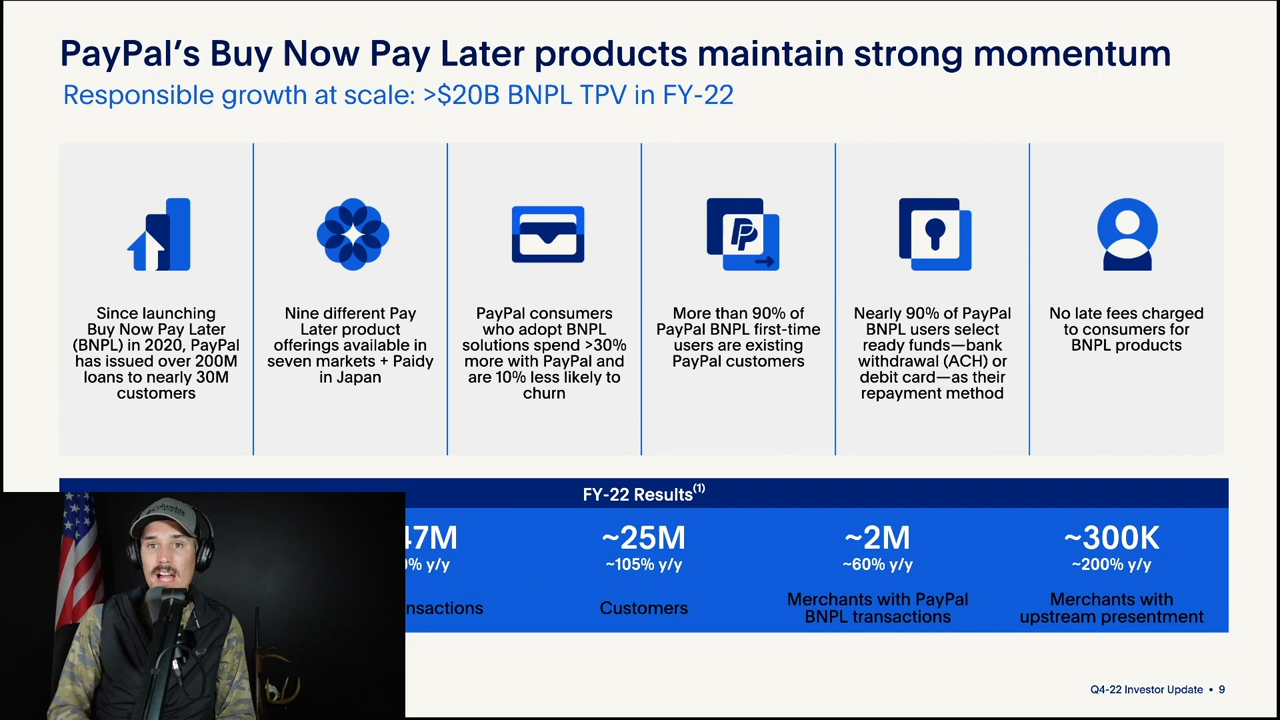 PayPal's Buy Now Pay Later products maintain strong momentum
Responsible growth at scale: >$20B BNPL TPV in FY-22
Since launching
Buy Now Pay Later
(BNPL) in 2020, PayPal
has issued over 200M
loans to nearly 30M
customers
Nine different Pay
Later product
offerings available in
seven markets + Paidy
in Japan
PayPal consumers
who adopt BNPL
solutions spend >30%
more with PayPal and
are 10% less likely to
churn
More than 90% of
PayPal BNPL first-time
users are existing
PayPal customers
Nearly 90% of PayPal
BNPL users select
ready funds—bank
withdrawal (ACH) or
debit card—as their
repayment method
No late fees charged
to consumers for
BNPL products
FY-22 Results(1)
47M
0% y/y
nsactions
~25M
~105% y/y
Customers
~2M
~60% y/y
Merchants with PayPal
BNPL transactions
~300K
~200% y/y
Merchants with
upstream presentment
Columbia
Q4-22 Investor Update • 9